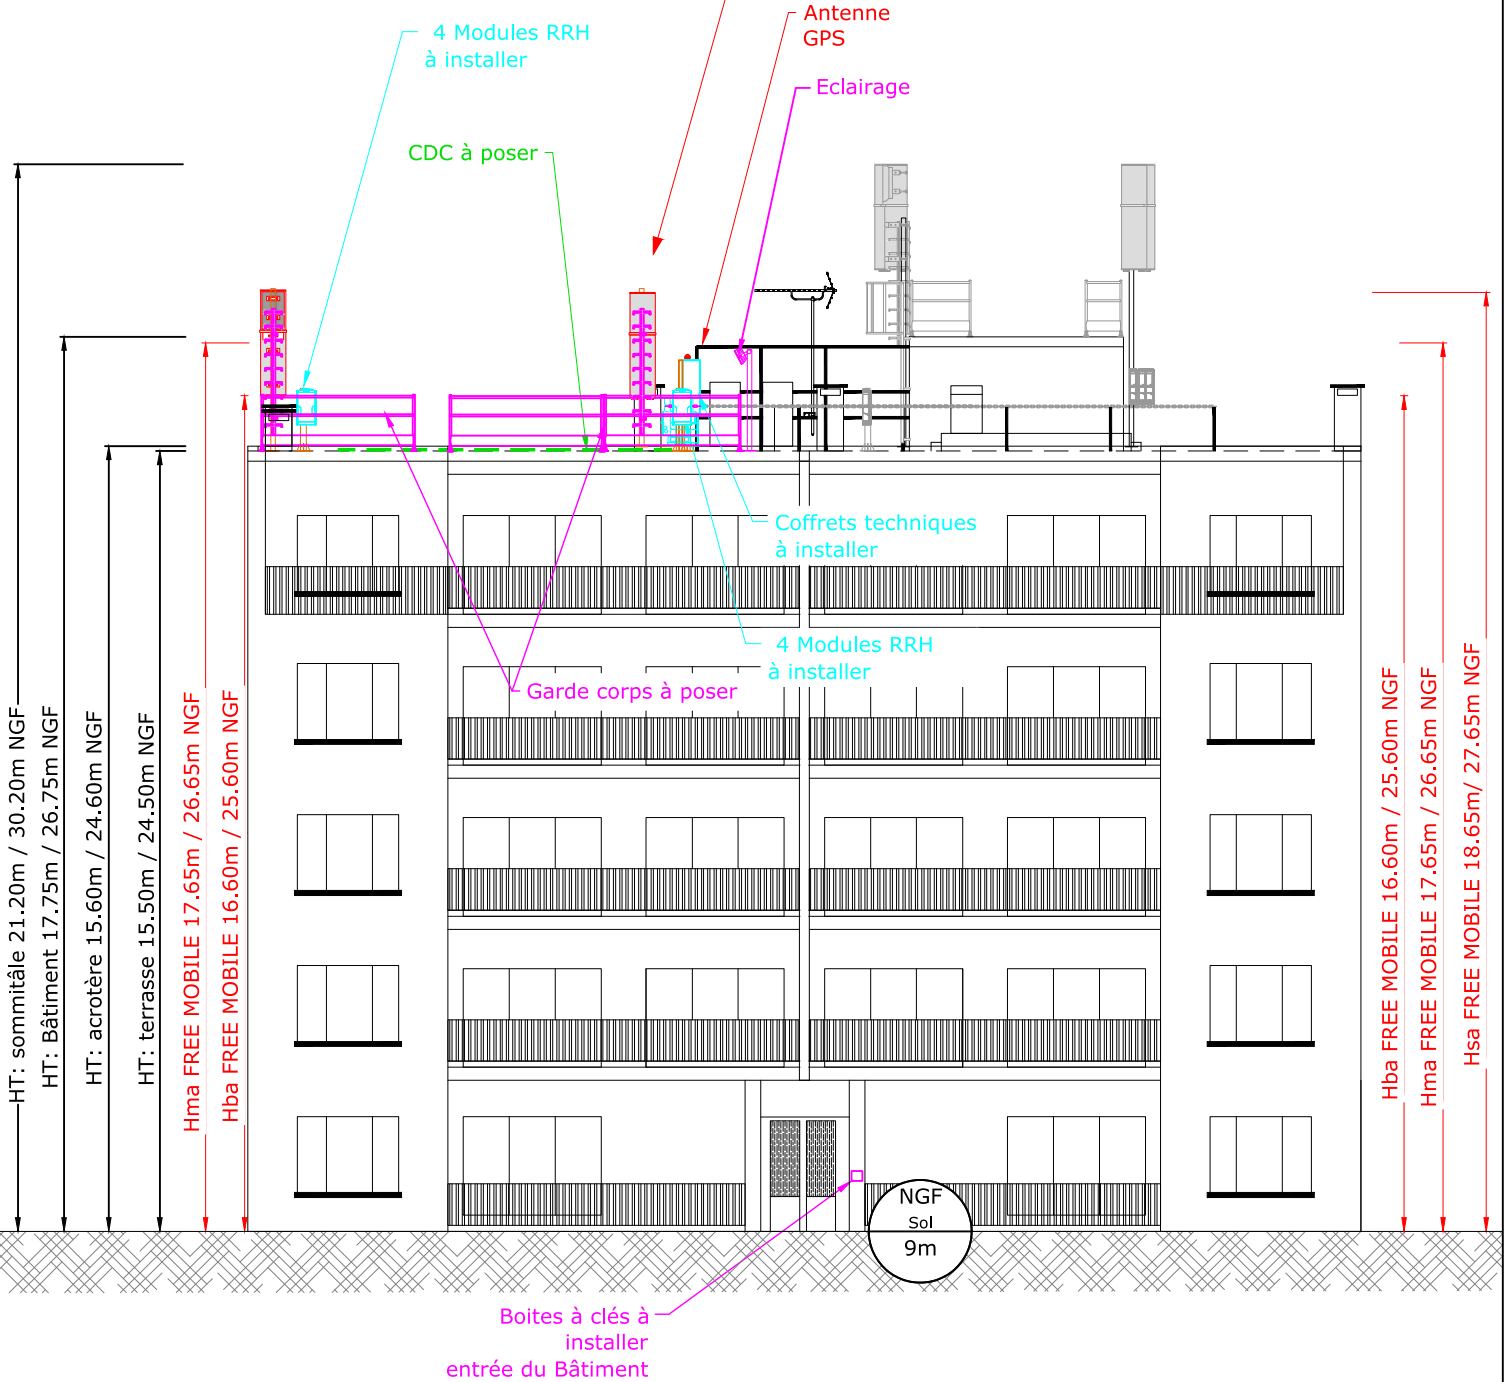 Antenne
GPS
4 Modules RRH
à installer
Eclairage
CDC à poser
Coffrets techniques
à installer
4 Modules RRH
à installer
Garde corps à poser
HT: sommitâle 21.20m / 30.20m NGF
HT: Bâtiment 17.75m / 26.75m NGF
HT: acrotère 15.60m / 24.60m NGF
HT: terrasse 15.50m / 24.50m NGF
Hma FREE MOBILE 17.65m / 26.65m NGF
Hba FREE MOBILE 16.60m / 25.60m NGF
Hba FREE MOBILE 16.60m / 25.60m NGF
Hma FREE MOBILE 17.65m / 26.65m NGF
Hsa FREE MOBILE 18.65m/ 27.65m NGF
NGF
Sol
9m
Boites à clés à
installer
entrée du Bâtiment